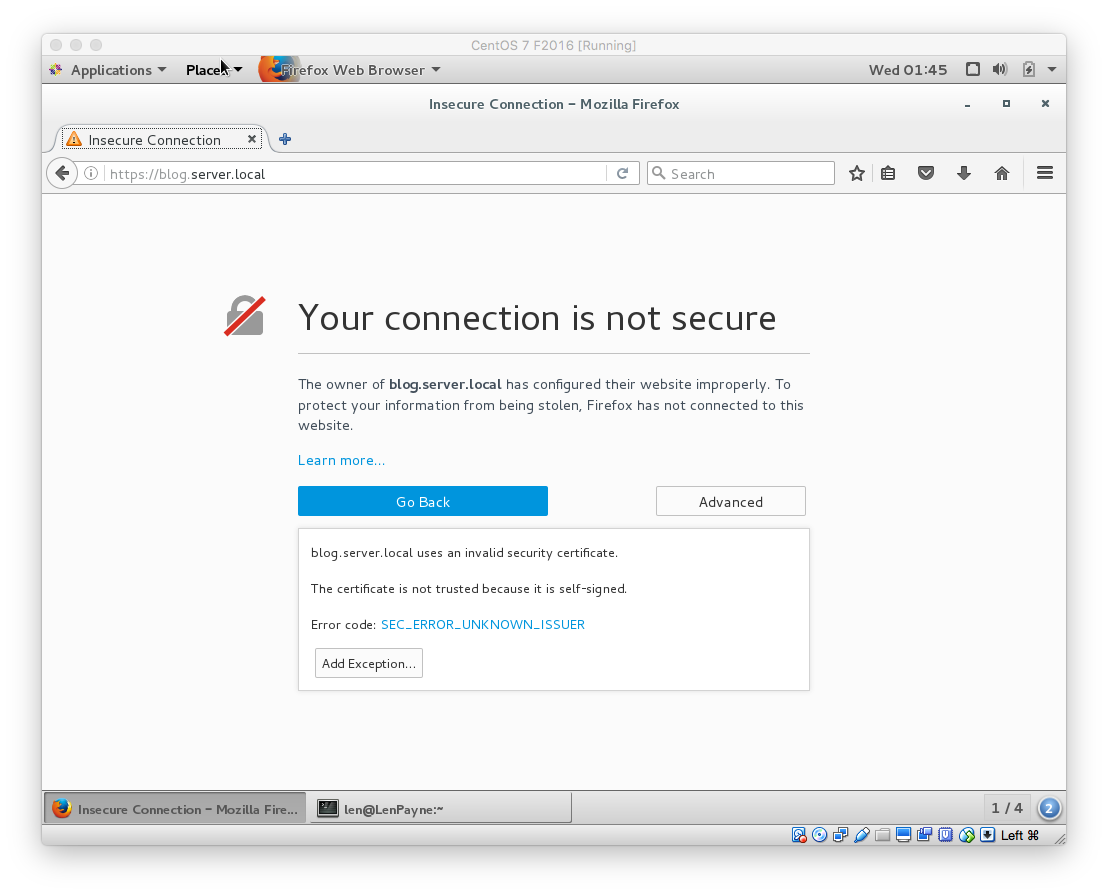 CentOS 7 F2016 [Running]
Applications Places Firefox Web Browser Wed 01:45
Insecure Connection – Mozilla Firefox
Insecure Connection
https://blog.server.local Search
Your connection is not secure
The owner of blog.server.local has configured their website improperly. To
protect your information from being stolen, Firefox has not connected to this
website.
Learn more...
Go Back Advanced
blog.server.local uses an invalid security certificate.
The certificate is not trusted because it is self-signed.
Error code: SEC_ERROR_UNKNOWN_ISSUER
Add Exception...
Insecure Connection – Mozilla Fire... len@LenPayne:~ 1 / 4 2
Left ⌘